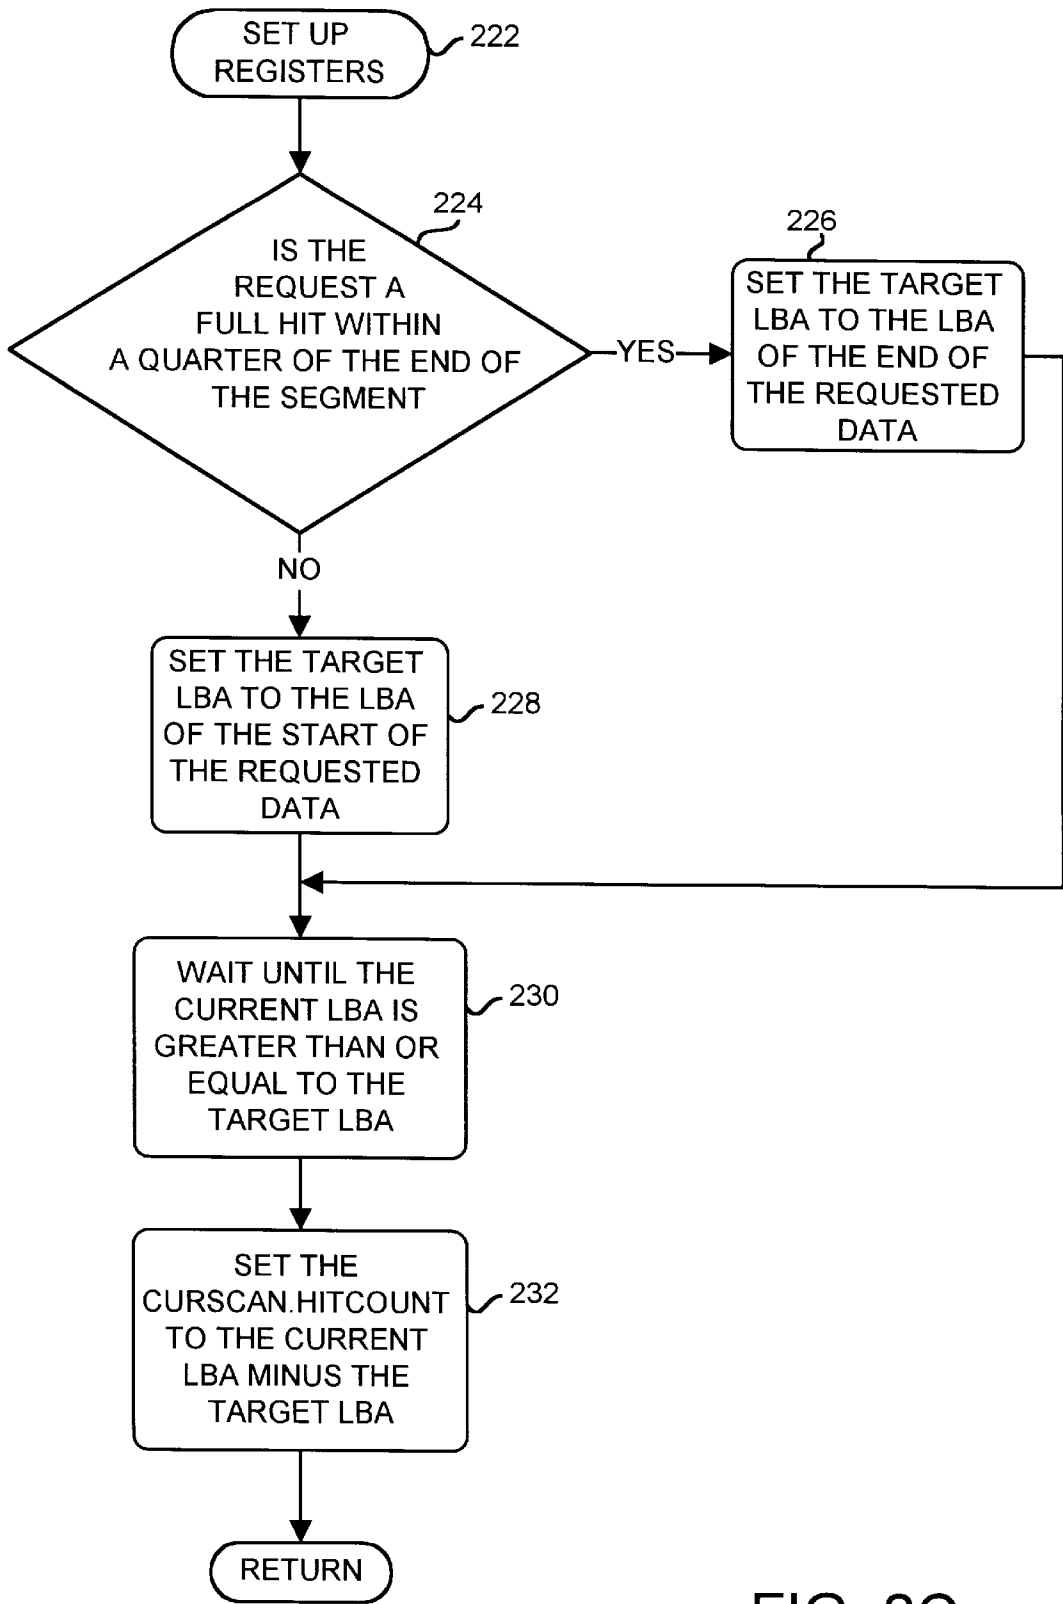 SET UP
REGISTERS
222
224
IS THE
REQUEST A
FULL HIT WITHIN
A QUARTER OF THE END OF
THE SEGMENT
YES
226
SET THE TARGET
LBA TO THE LBA
OF THE END OF
THE REQUESTED
DATA
NO
SET THE TARGET
LBA TO THE LBA
OF THE START OF
THE REQUESTED
DATA
228
WAIT UNTIL THE
CURRENT LBA IS
GREATER THAN OR
EQUAL TO THE
TARGET LBA
230
SET THE
CURSCAN.HITCOUNT
TO THE CURRENT
LBA MINUS THE
TARGET LBA
232
RETURN
FIG.